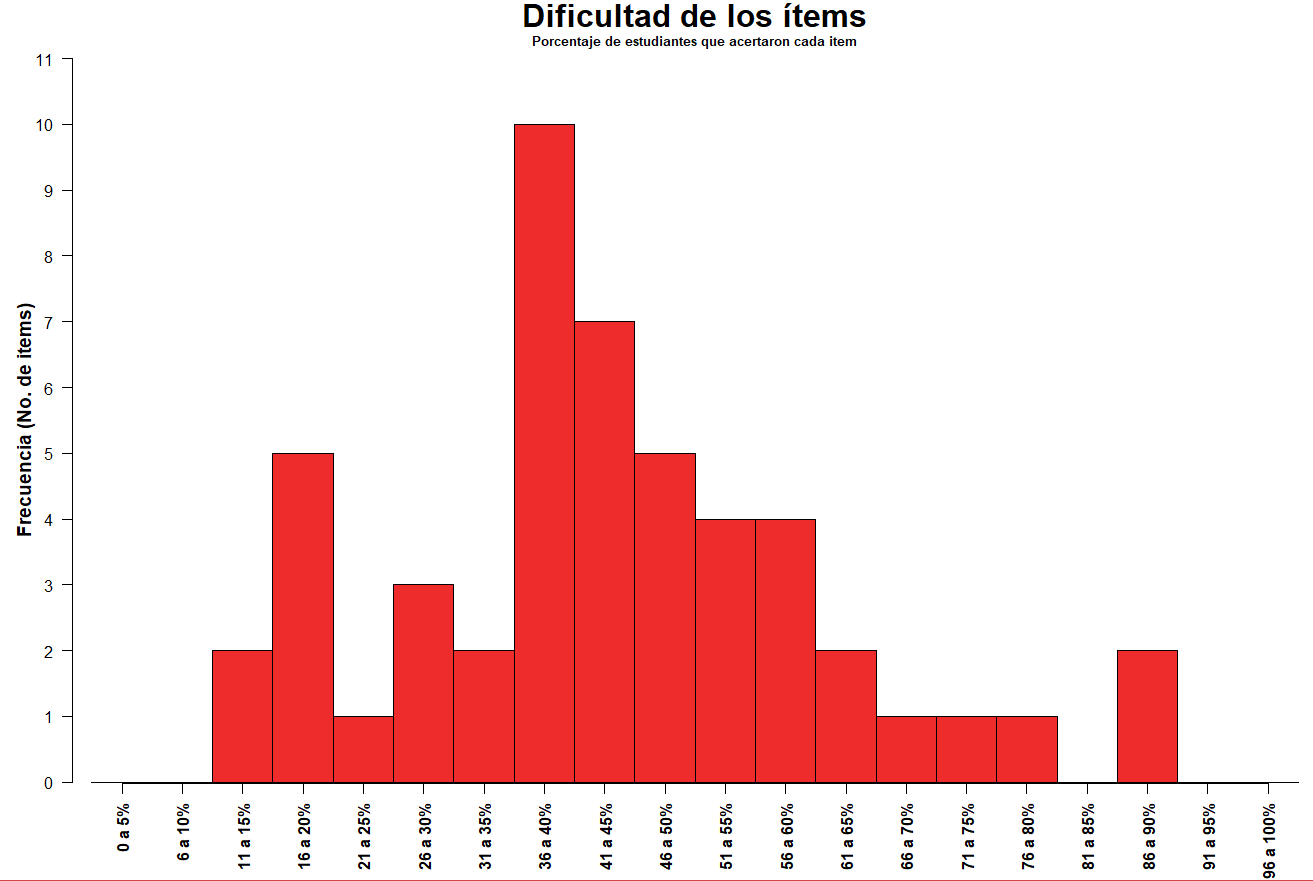 Dificultad de los ítems
Porcentaje de estudiantes que acertaron cada item
Frecuencia (No. de items)
11
10
9
8
7
6
5
4
3
2
1
0
0 a 5%
6 a 10%
11 a 15%
16 a 20%
21 a 25%
26 a 30%
31 a 35%
36 a 40%
41 a 45%
46 a 50%
51 a 55%
56 a 60%
61 a 65%
66 a 70%
71 a 75%
76 a 80%
81 a 85%
86 a 90%
91 a 95%
96 a 100%